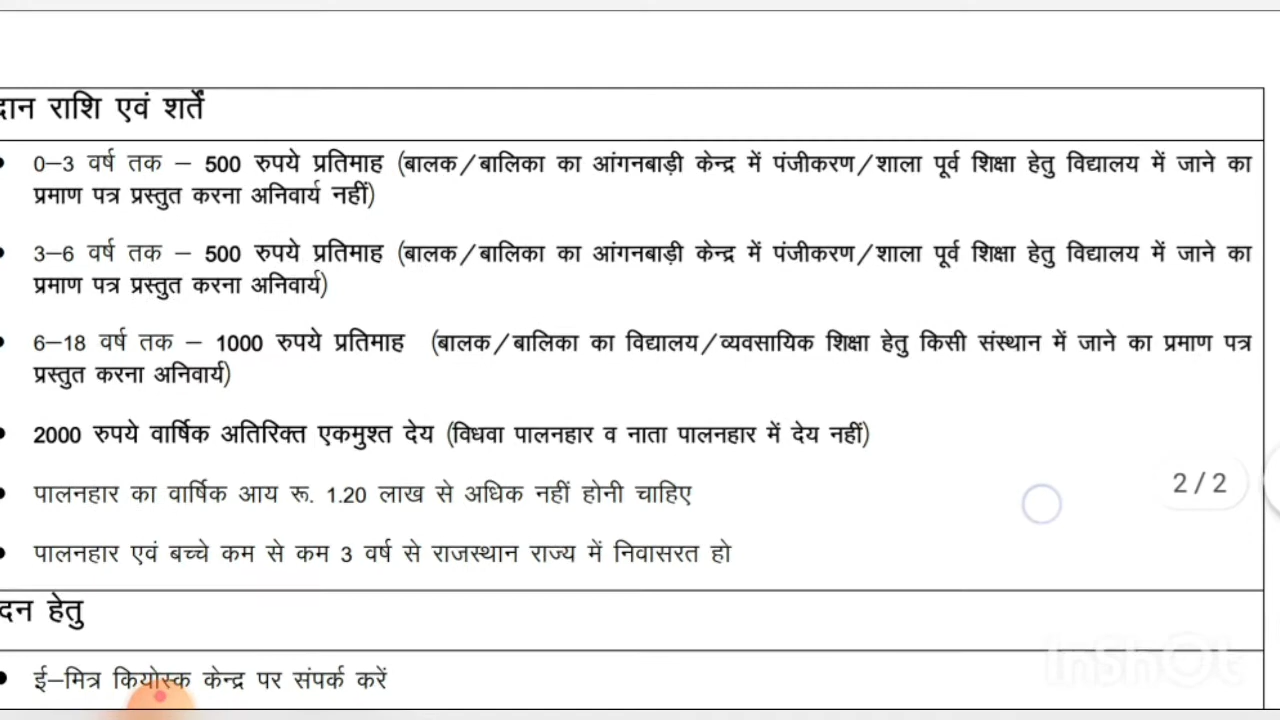 दान राशि एवं शर्तें
0–3 वर्ष तक – 500 रुपये प्रतिमाह (बालक/बालिका का आंगनबाड़ी केन्द्र में पंजीकरण/शाला पूर्व शिक्षा हेतु विद्यालय में जाने का
प्रमाण पत्र प्रस्तुत करना अनिवार्य नहीं)
3–6 वर्ष तक – 500 रुपये प्रतिमाह (बालक/बालिका का आंगनबाड़ी केन्द्र में पंजीकरण/शाला पूर्व शिक्षा हेतु विद्यालय में जाने का
प्रमाण पत्र प्रस्तुत करना अनिवार्य)
6–18 वर्ष तक – 1000 रुपये प्रतिमाह (बालक/बालिका का विद्यालय/व्यवसायिक शिक्षा हेतु किसी संस्थान में जाने का प्रमाण पत्र
प्रस्तुत करना अनिवार्य)
2000 रुपये वार्षिक अतिरिक्त एकमुश्त देय (विधवा पालनहार व नाता पालनहार में देय नहीं)
पालनहार का वार्षिक आय रू. 1.20 लाख से अधिक नहीं होनी चाहिए
2 / 2
पालनहार एवं बच्चे कम से कम 3 वर्ष से राजस्थान राज्य में निवासरत हो
दन हेतु
ई–मित्र कियोस्क केन्द्र पर संपर्क करें
InShOt